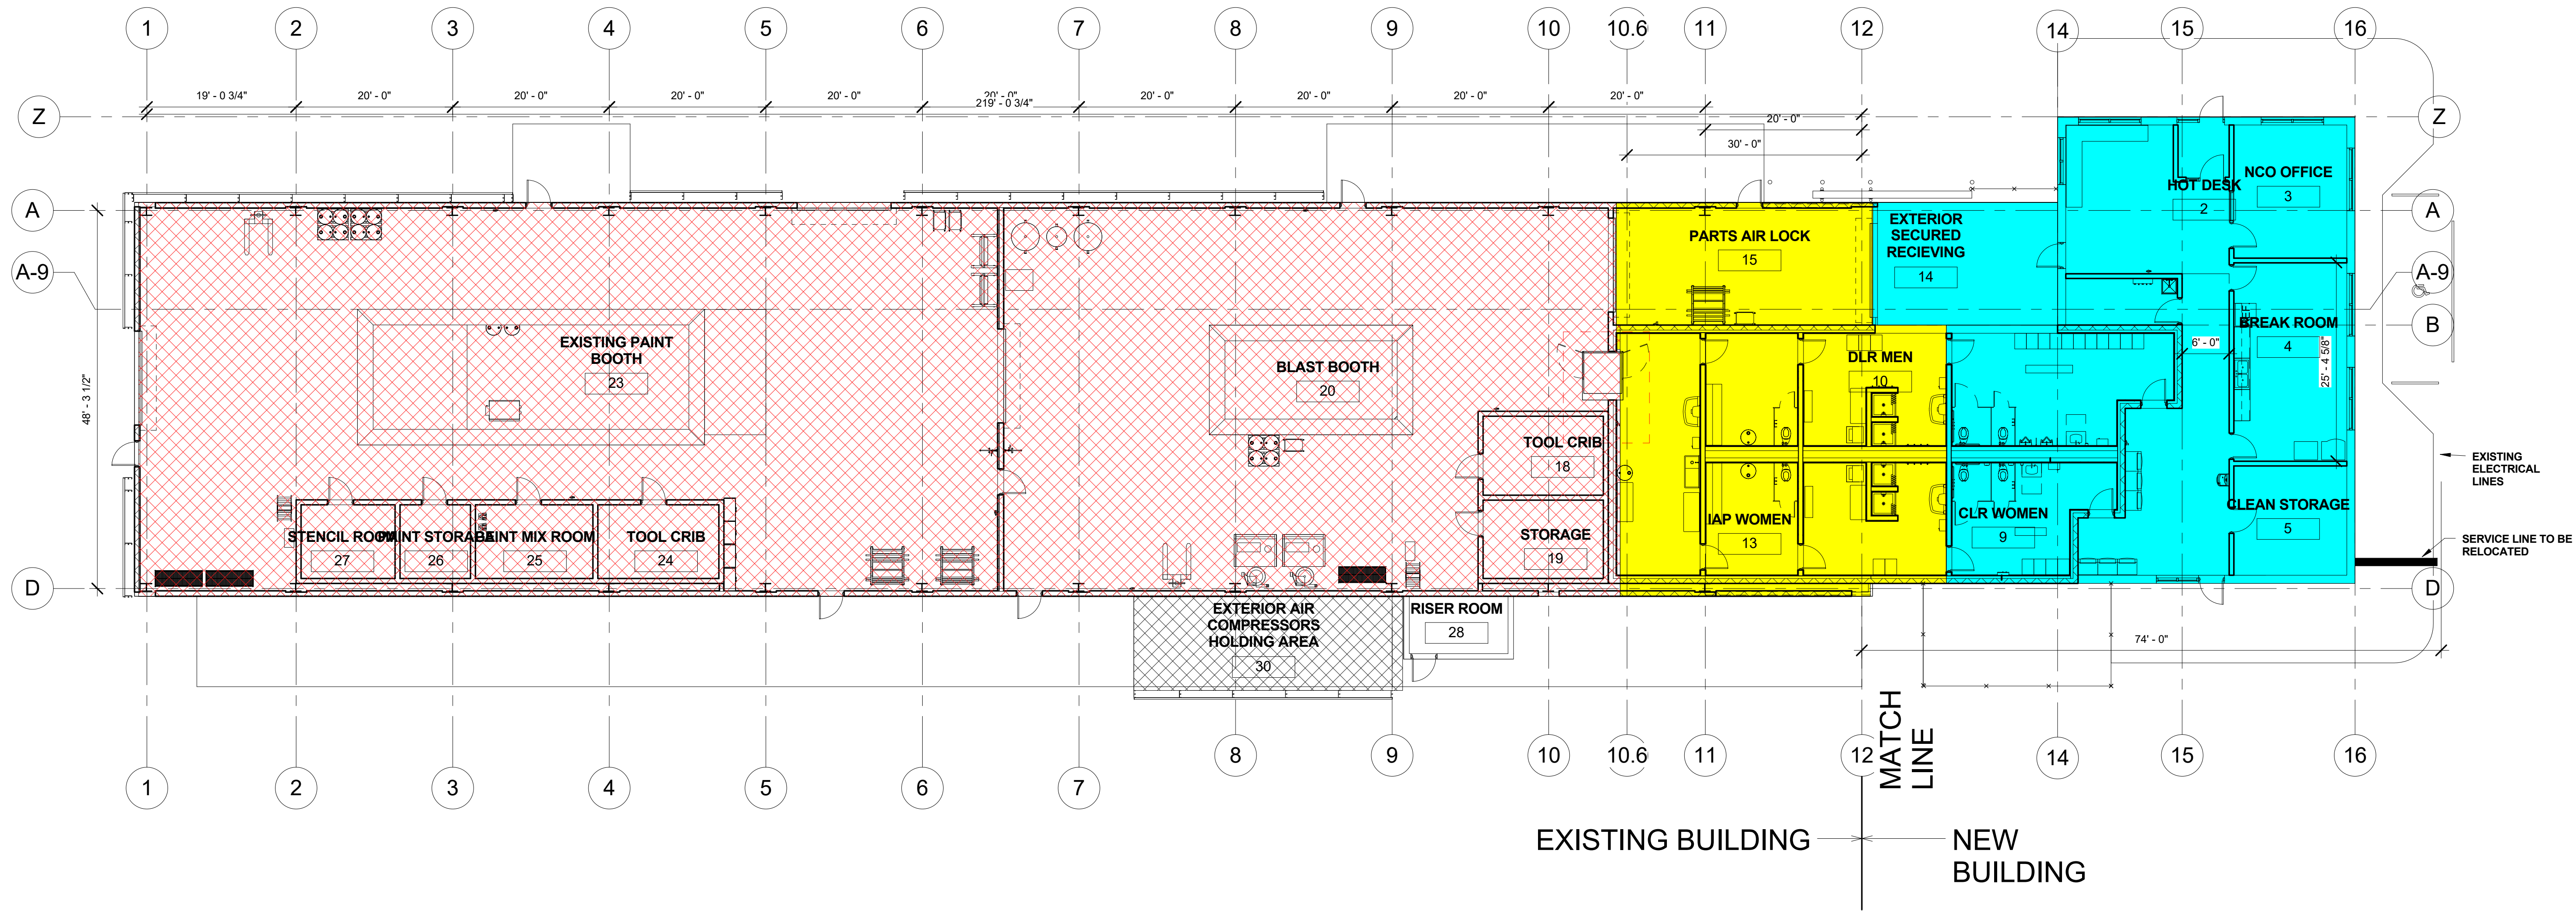 1 2 3 4 5 6 7 8 9 10 10.6 11 12 14 15 16
19' - 0 3/4" 20' - 0" 20' - 0" 20' - 0" 20' - 0" 20' - 0" 20' - 0" 20' - 0" 20' - 0" 20' - 0"
219' - 0 3/4"
Z Z
20' - 0"
30' - 0"
NCO OFFICE
3
HOT DESK
2
A A
EXTERIOR
SECURED
RECIEVING
14
PARTS AIR LOCK
15
A-9 A-9
BREAK ROOM
4
B
6' - 0"
25' - 4 5/8"
EXISTING PAINT
BOOTH
23
BLAST BOOTH
20
DLR MEN
10
48' - 3 1/2"
TOOL CRIB
18
EXISTING
ELECTRICAL
LINES
CLEAN STORAGE
5
IAP WOMEN
13
CLR WOMEN
9
STENCIL ROOM
27
PAINT STORAGE
26
PAINT MIX ROOM
25
TOOL CRIB
24
STORAGE
19
SERVICE LINE TO BE
RELOCATED
D D
EXTERIOR AIR
COMPRESSORS
HOLDING AREA
30
RISER ROOM
28
74' - 0"
MATCH
LINE
8 9 10 10.6 11 12 14 15 16
1 2 3 4 5 6 7
EXISTING BUILDING
NEW
BUILDING